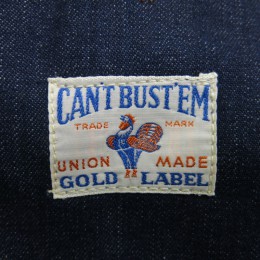 CAN'T BUST'EM
TRADE MARK
UNION MADE
GOLD LABEL